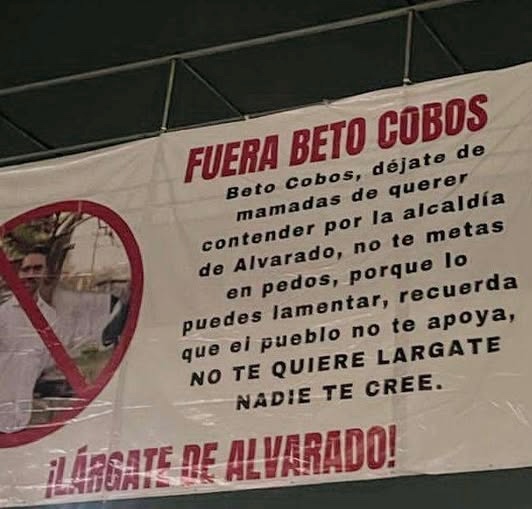 FUERA BETO COBOS
Beto Cobos, déjate de
mamadas de querer
contender por la alcaldía
de Alvarado, no te metas
en pedos, porque lo
puedes lamentar, recuerda
que el pueblo no te apoya,
NO TE QUIERE LARGATE
NADIE TE CREE.
¡LÁRGATE DE ALVARADO!